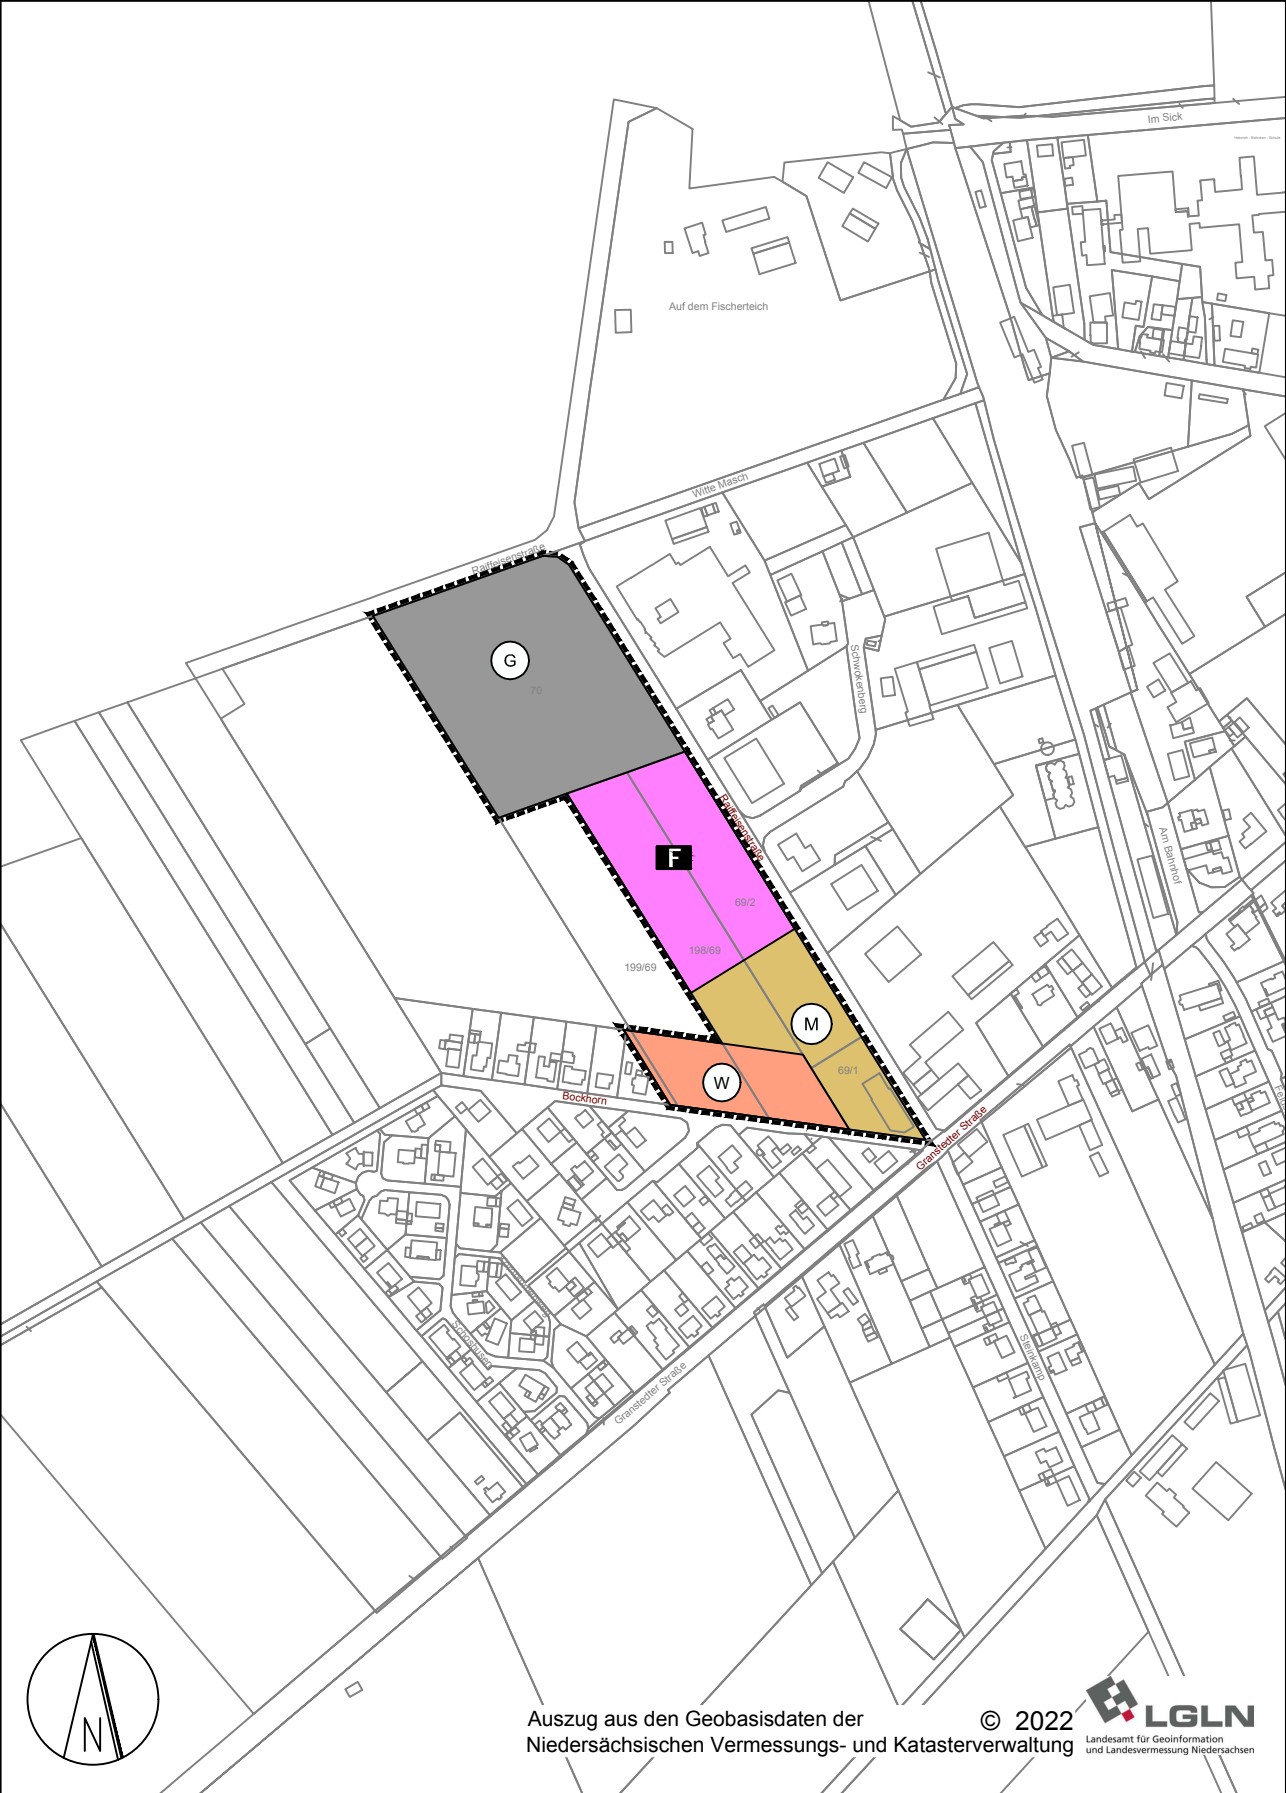 Im Sick
Auf dem Fischerteich
Witte Masch
Raiffeisenstraße
G
70
Schwokenberg
Raiffeisenstraße
F
69/2
Am Bahnhof
198/69
199/69
M
69/1
W
Bockhorn
Granstedter Straße
Schoshusen
Steinkamp
Granstedter Straße
N
Auszug aus den Geobasisdaten der
Niedersächsischen Vermessungs- und Katasterverwaltung
© 2022
LGLN
Landesamt für Geoinformation
und Landesvermessung Niedersachsen